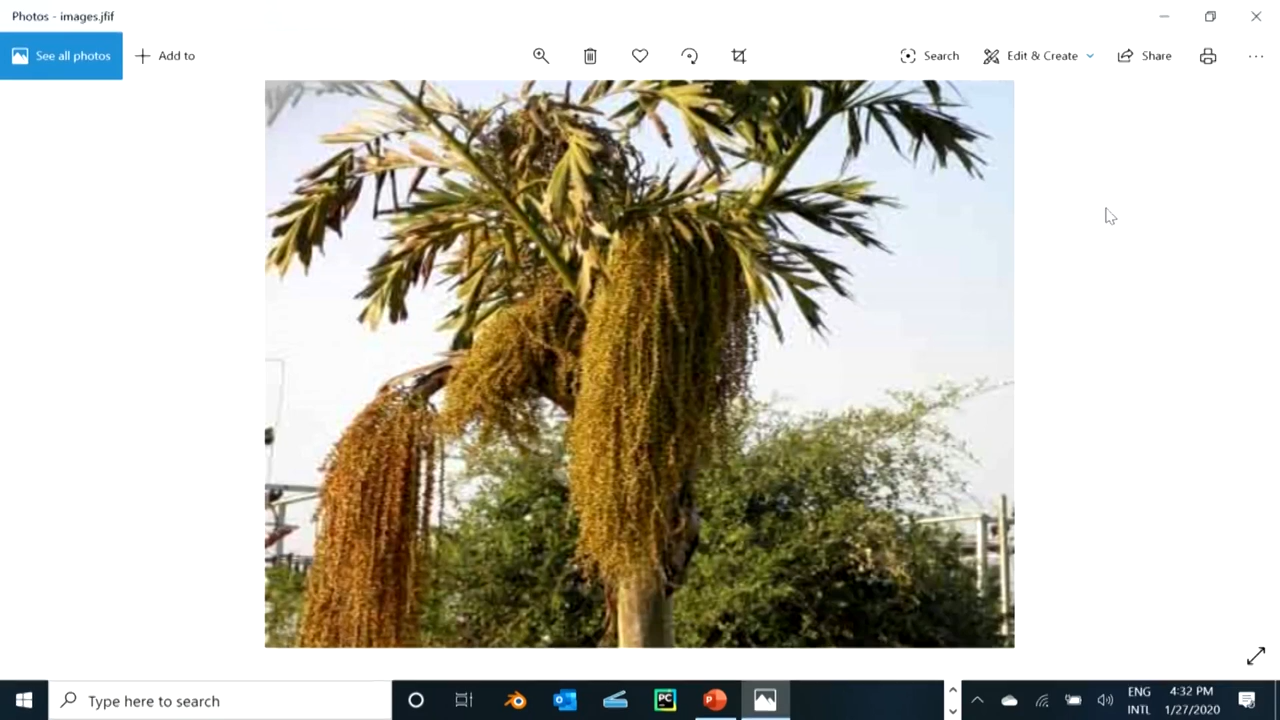 Photos - images.jfif
See all photos
Add to
Search
Edit & Create
Share
Type here to search
PC
P
ENG
INTL
4:32 PM
1/27/2020